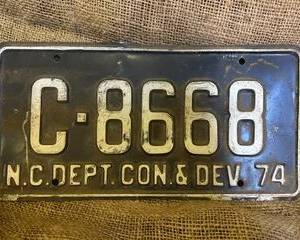 C·8668
N.C. DEPT. CON. & DEV. 74